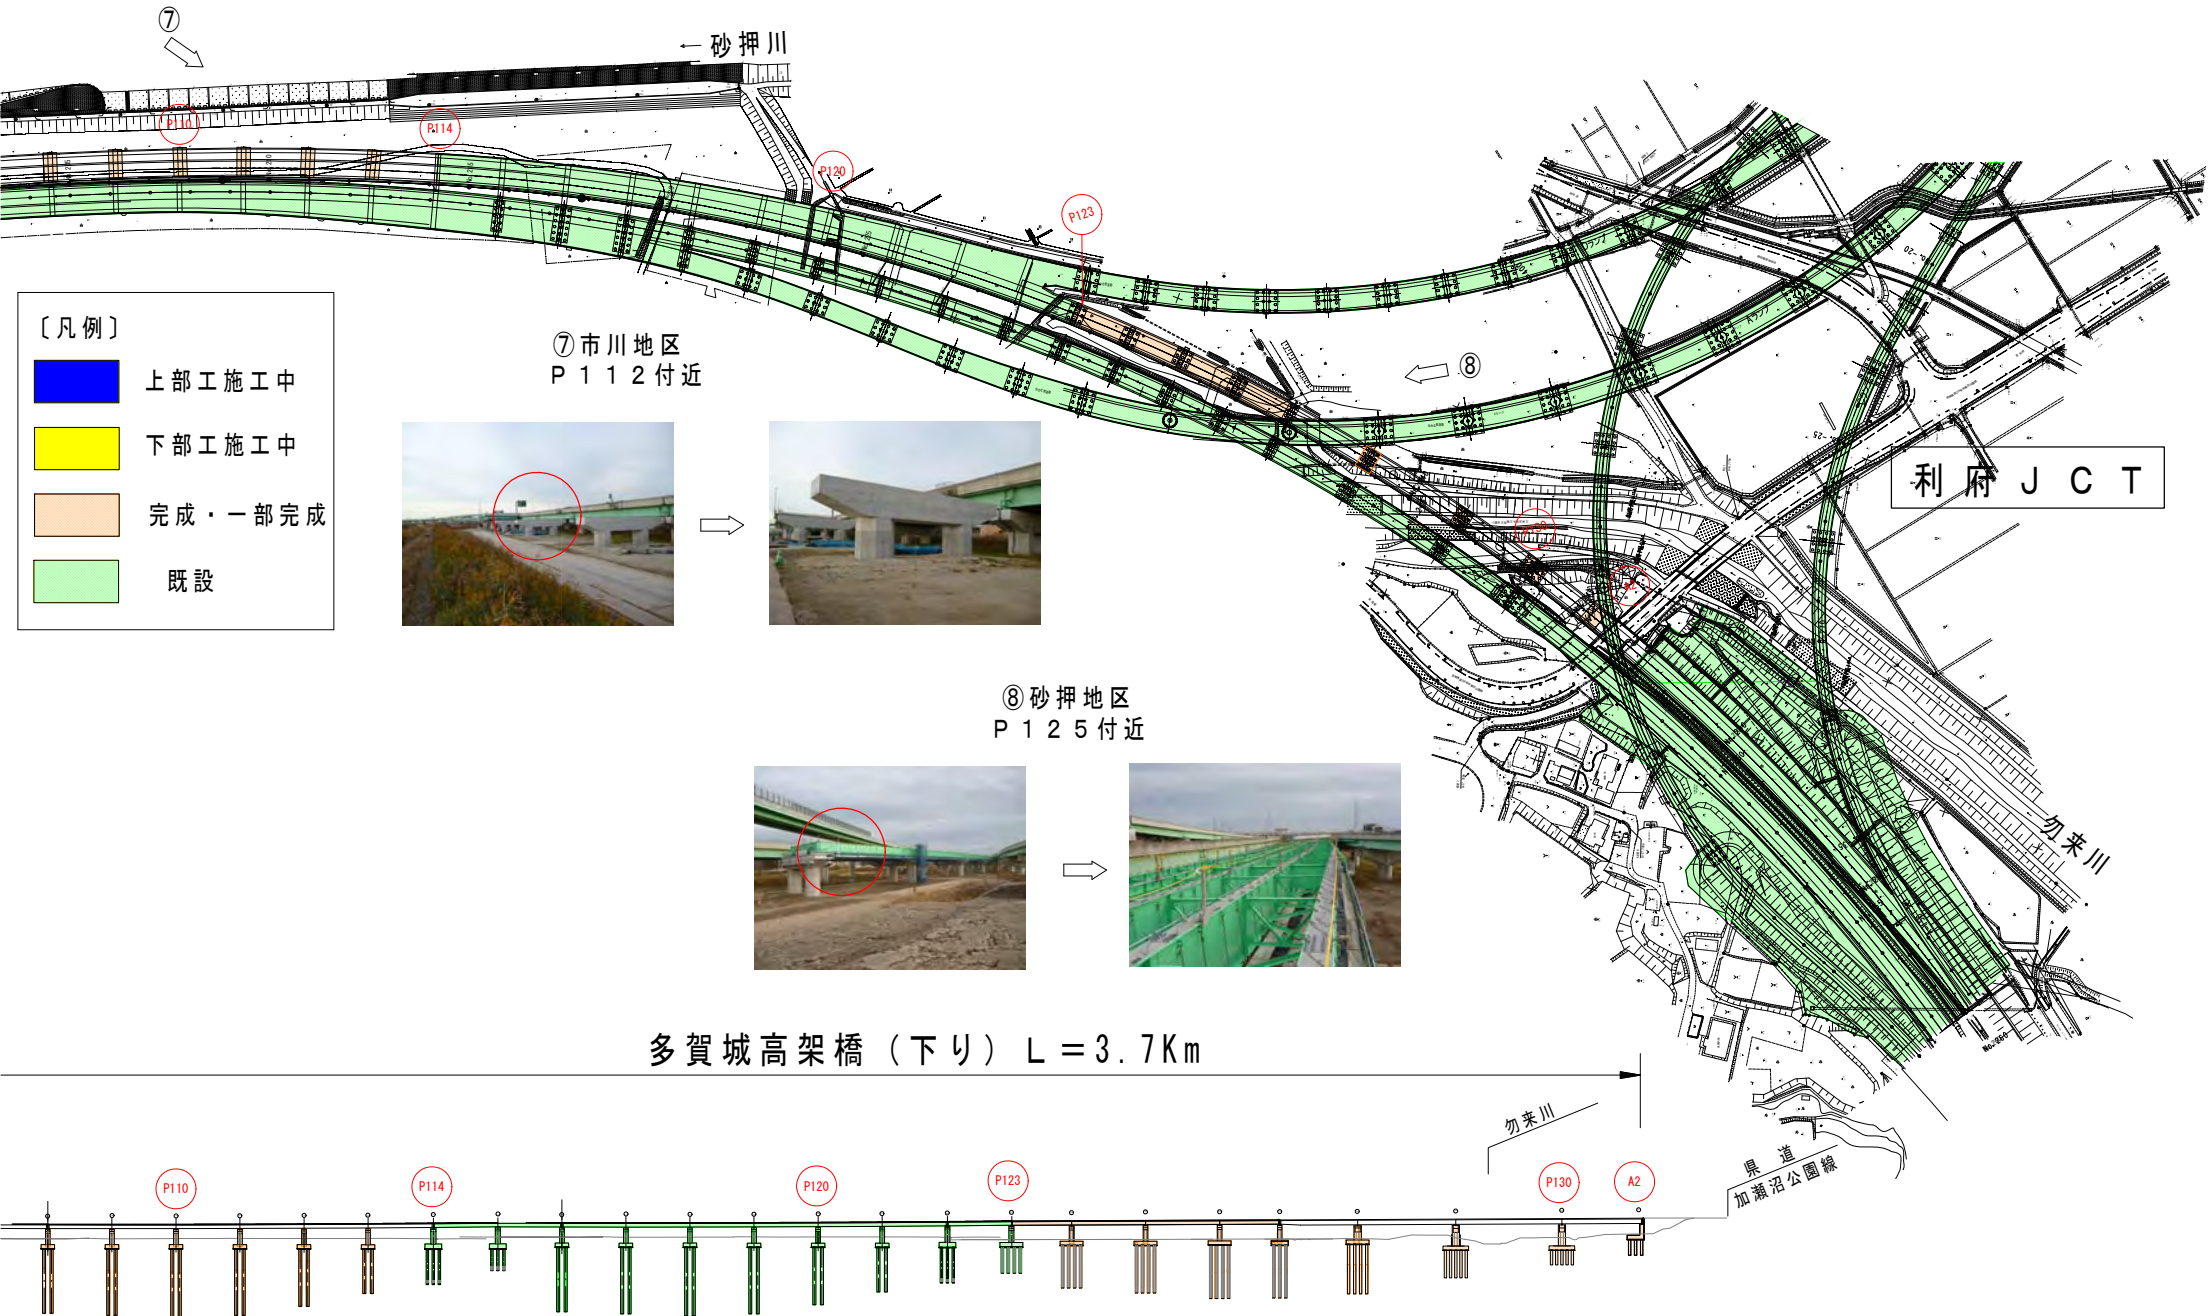 ⑦
← 砂押川
P110
P114
P120
P123
〔凡例〕
上部工施工中
下部工施工中
完成・一部完成
既設
⑦市川地区
Ｐ１１２付近
⑧
利府ＪＣＴ
P130
A2
⑧砂押地区
Ｐ１２５付近
勿来川
No.260
多賀城高架橋（下り）Ｌ＝3.7Km
勿来川
県道
加瀬沼公園線
P110
P114
P120
P123
P130
A2